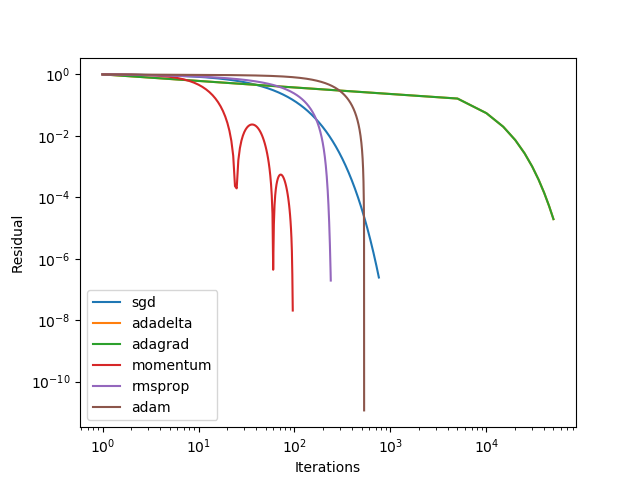 10⁰
10⁻²
10⁻⁴
10⁻⁶
10⁻⁸
10⁻¹⁰
Residual
sgd
adadelta
adagrad
momentum
rmsprop
adam
10⁰ 10¹ 10² 10³ 10⁴
Iterations